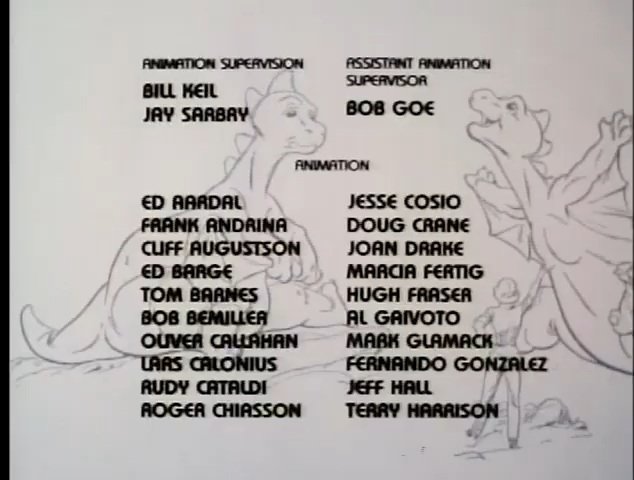 ANIMATION SUPERVISION
BILL KEIL
JAY SARBRY
ASSISTANT ANIMATION
SUPERVISOR
BOB GOE
ANIMATION
ED AARDAL
FRANK ANDRINA
CLIFF AUGUSTSON
ED BARGE
TOM BARNES
BOB BEMILLER
OLIVER CALLAHAN
LARS CALONIUS
RUDY CATALDI
ROGER CHIASSON
JESSE COSIO
DOUG CRANE
JOAN DRAKE
MARCIA FERTIG
HUGH FRASER
AL GAIVOTO
MARK GLAMACK
FERNANDO GONZALEZ
JEFF HALL
TERRY HARRISON